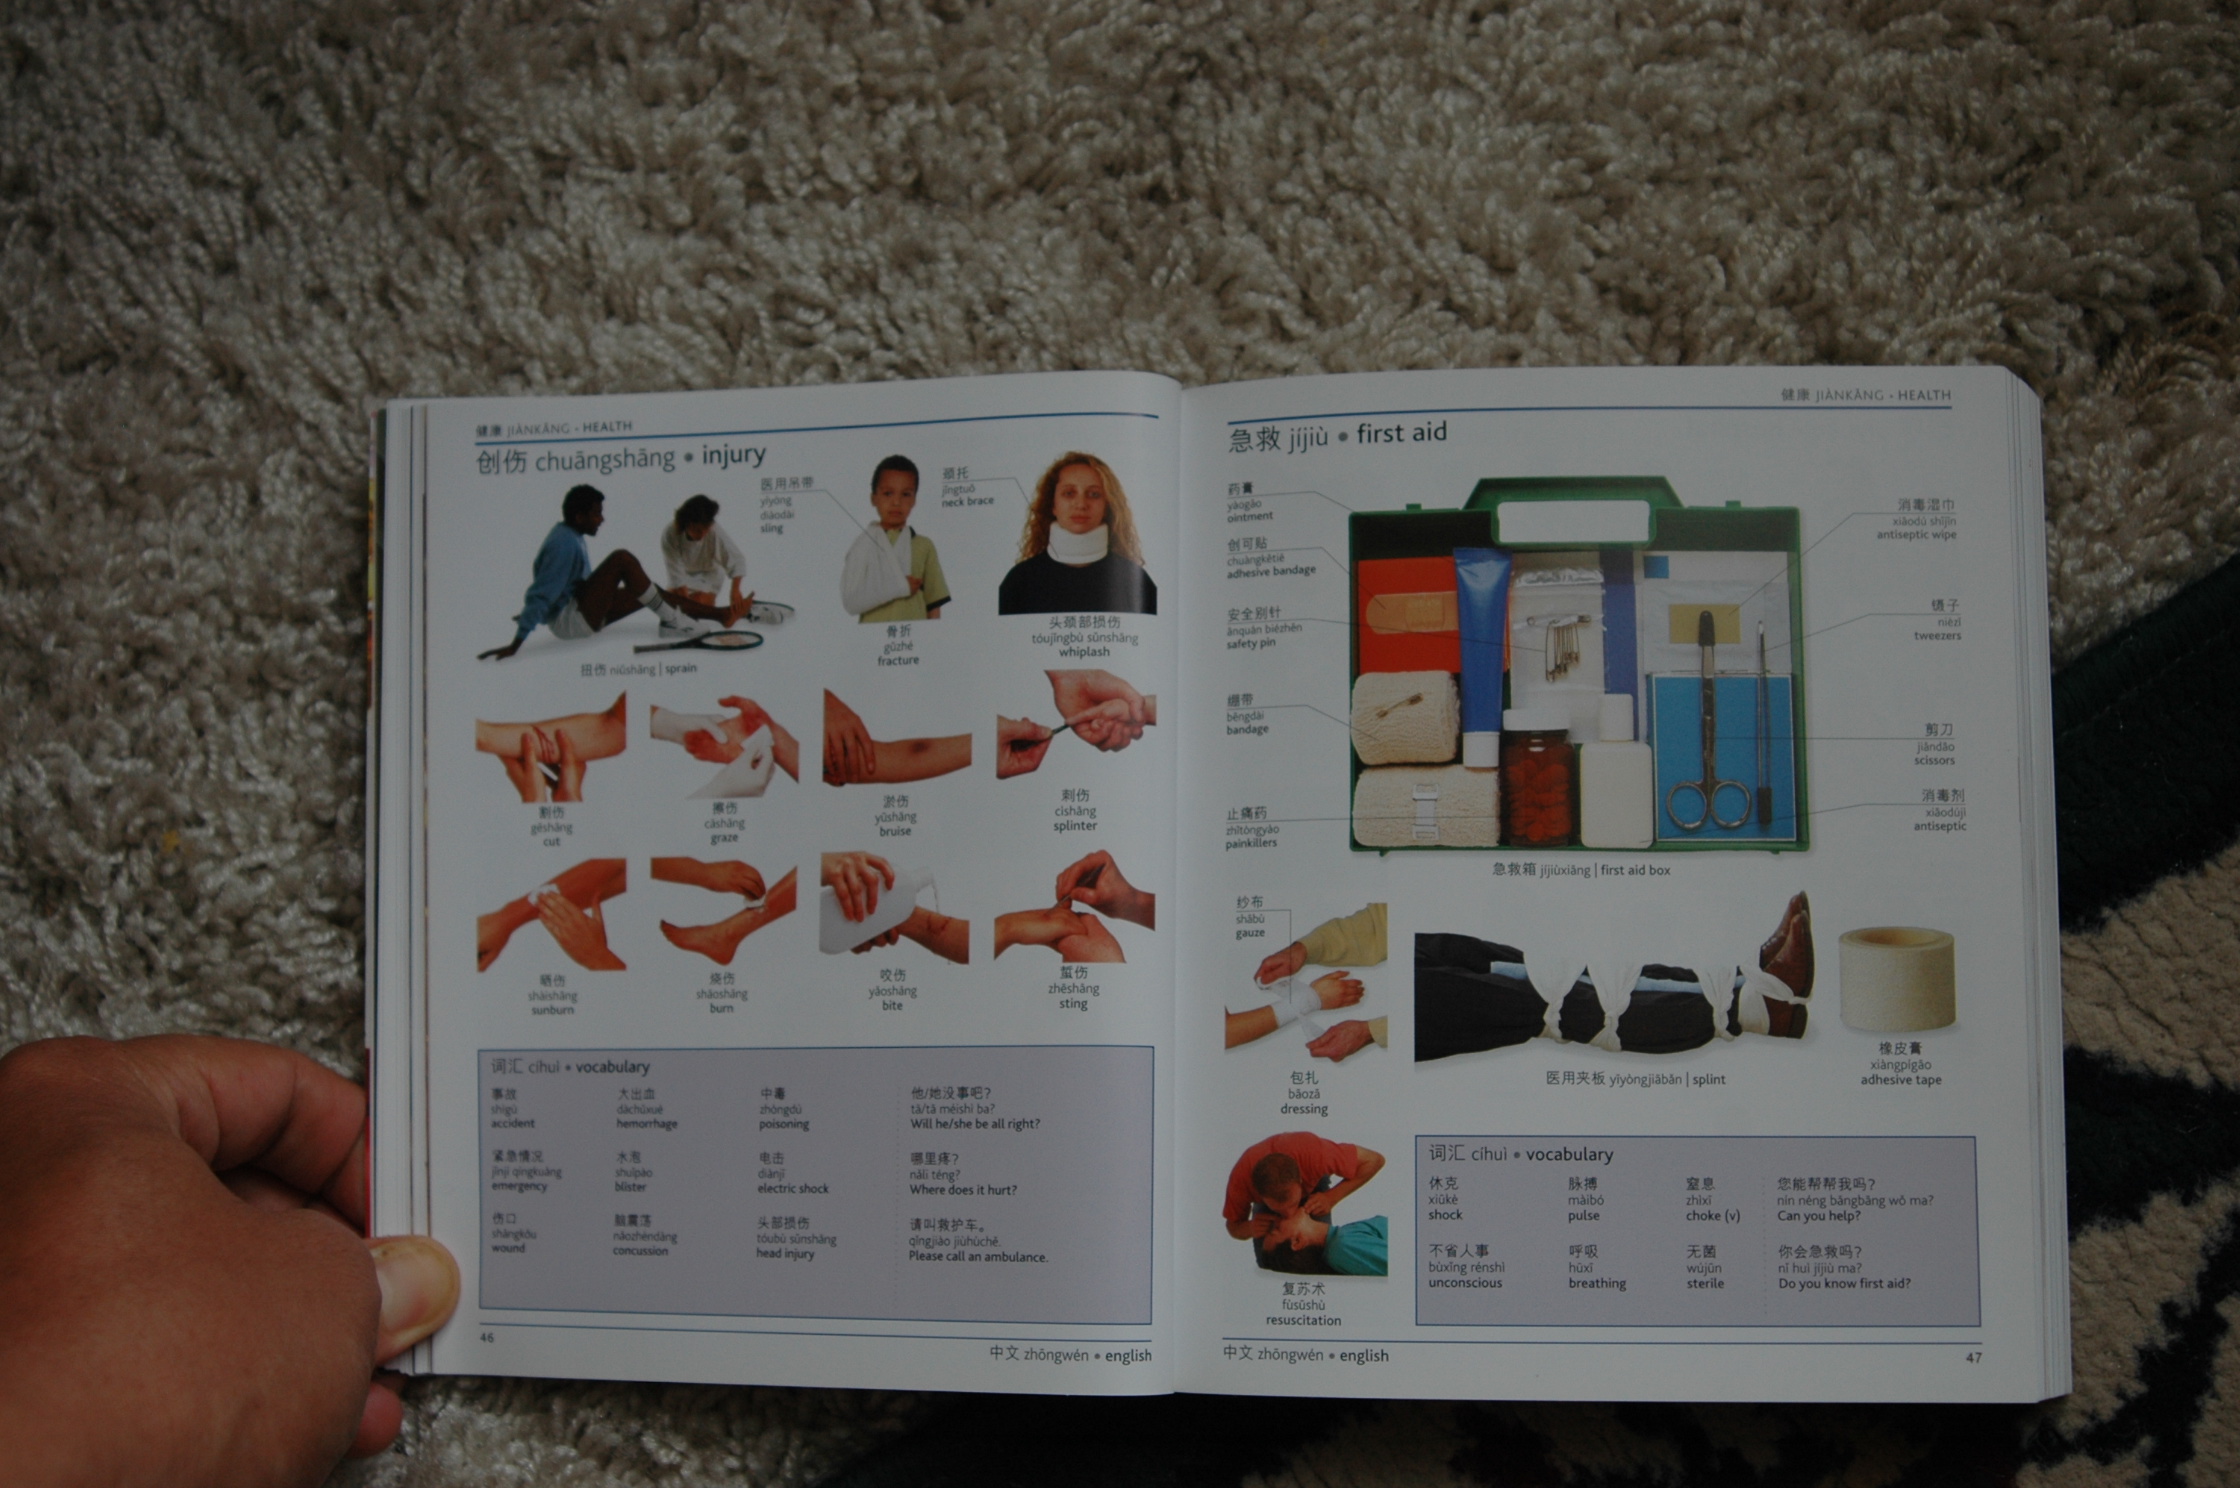 健康 JIÀNKĀNG • HEALTH
创伤 chuāngshāng • injury
医用吊带
yīyòng
diàodài
sling
颈托
jǐngtuō
neck brace
扭伤 niǔshāng | sprain
骨折
gǔzhé
fracture
头颈部损伤
tóujǐngbù sǔnshāng
whiplash
割伤
gēshāng
cut
擦伤
cāshāng
graze
淤伤
yūshāng
bruise
刺伤
cìshāng
splinter
晒伤
shàishāng
sunburn
烧伤
shāoshāng
burn
咬伤
yǎoshāng
bite
蜇伤
zhēshāng
sting
词汇 cíhuì • vocabulary
事故
shìgù
accident
紧急情况
jǐnjí qíngkuàng
emergency
伤口
shāngkǒu
wound
大出血
dàchūxuè
hemorrhage
水泡
shuǐpào
blister
脑震荡
nǎozhèndàng
concussion
中毒
zhòngdú
poisoning
电击
diànjī
electric shock
头部损伤
tóubù sǔnshāng
head injury
他/她没事吧?
tā/tā méishì ba?
Will he/she be all right?
哪里疼?
nǎlǐ téng?
Where does it hurt?
请叫救护车。
qǐngjiào jiùhùchē.
Please call an ambulance.
46
中文 zhōngwén • english
健康 JIÀNKĀNG • HEALTH
急救 jíjiù • first aid
药膏
yàogāo
ointment
创可贴
chuàngkětiē
adhesive bandage
安全别针
ānquán biézhēn
safety pin
绷带
bēngdài
bandage
止痛药
zhǐtòngyào
painkillers
消毒湿巾
xiāodú shījīn
antiseptic wipe
镊子
nièzi
tweezers
剪刀
jiǎndāo
scissors
消毒剂
xiāodújì
antiseptic
急救箱 jíjiùxiāng | first aid box
纱布
shābù
gauze
包扎
bāozā
dressing
医用夹板 yīyòngjiābǎn | splint
橡皮膏
xiàngpígāo
adhesive tape
复苏术
fùsūshù
resuscitation
词汇 cíhuì • vocabulary
休克
xiūkè
shock
不省人事
bùxǐng rénshì
unconscious
脉搏
màibó
pulse
呼吸
hūxī
breathing
窒息
zhìxī
choke (v)
无菌
wújūn
sterile
您能帮帮我吗?
nín néng bāngbāng wǒ ma?
Can you help?
你会急救吗?
nǐ huì jíjiù ma?
Do you know first aid?
中文 zhōngwén • english
47